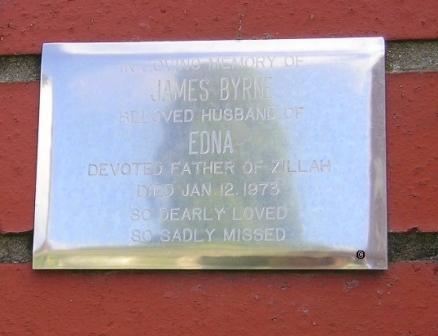 IN LOVING MEMORY OF
JAMES BYRNE
BELOVED HUSBAND OF
EDNA
DEVOTED FATHER OF ZILLAH
DIED JAN. 12. 1973
SO DEARLY LOVED
SO SADLY MISSED